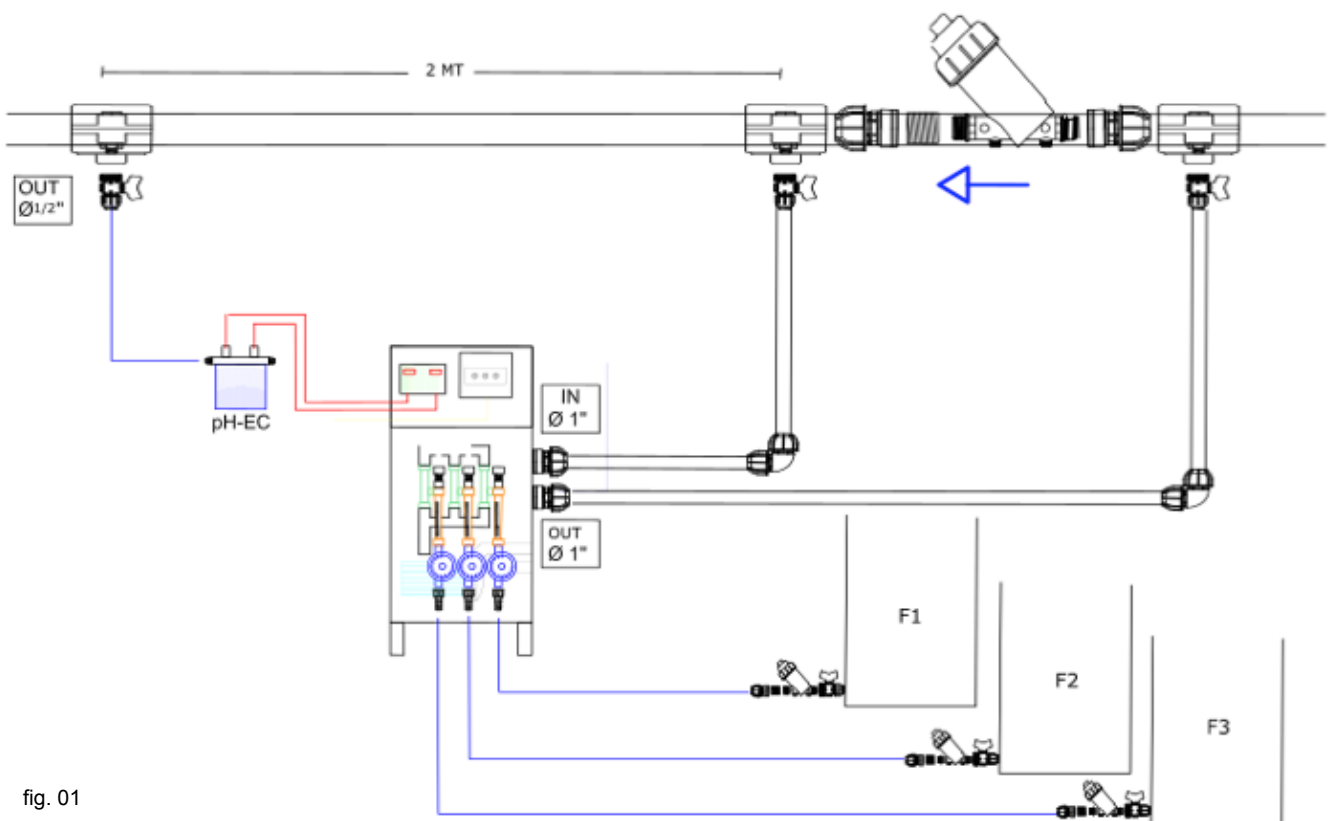 2 MT
OUT
Ø1/2"
pH-EC
IN
Ø 1"
OUT
Ø 1"
F1
F2
F3
fig. 01